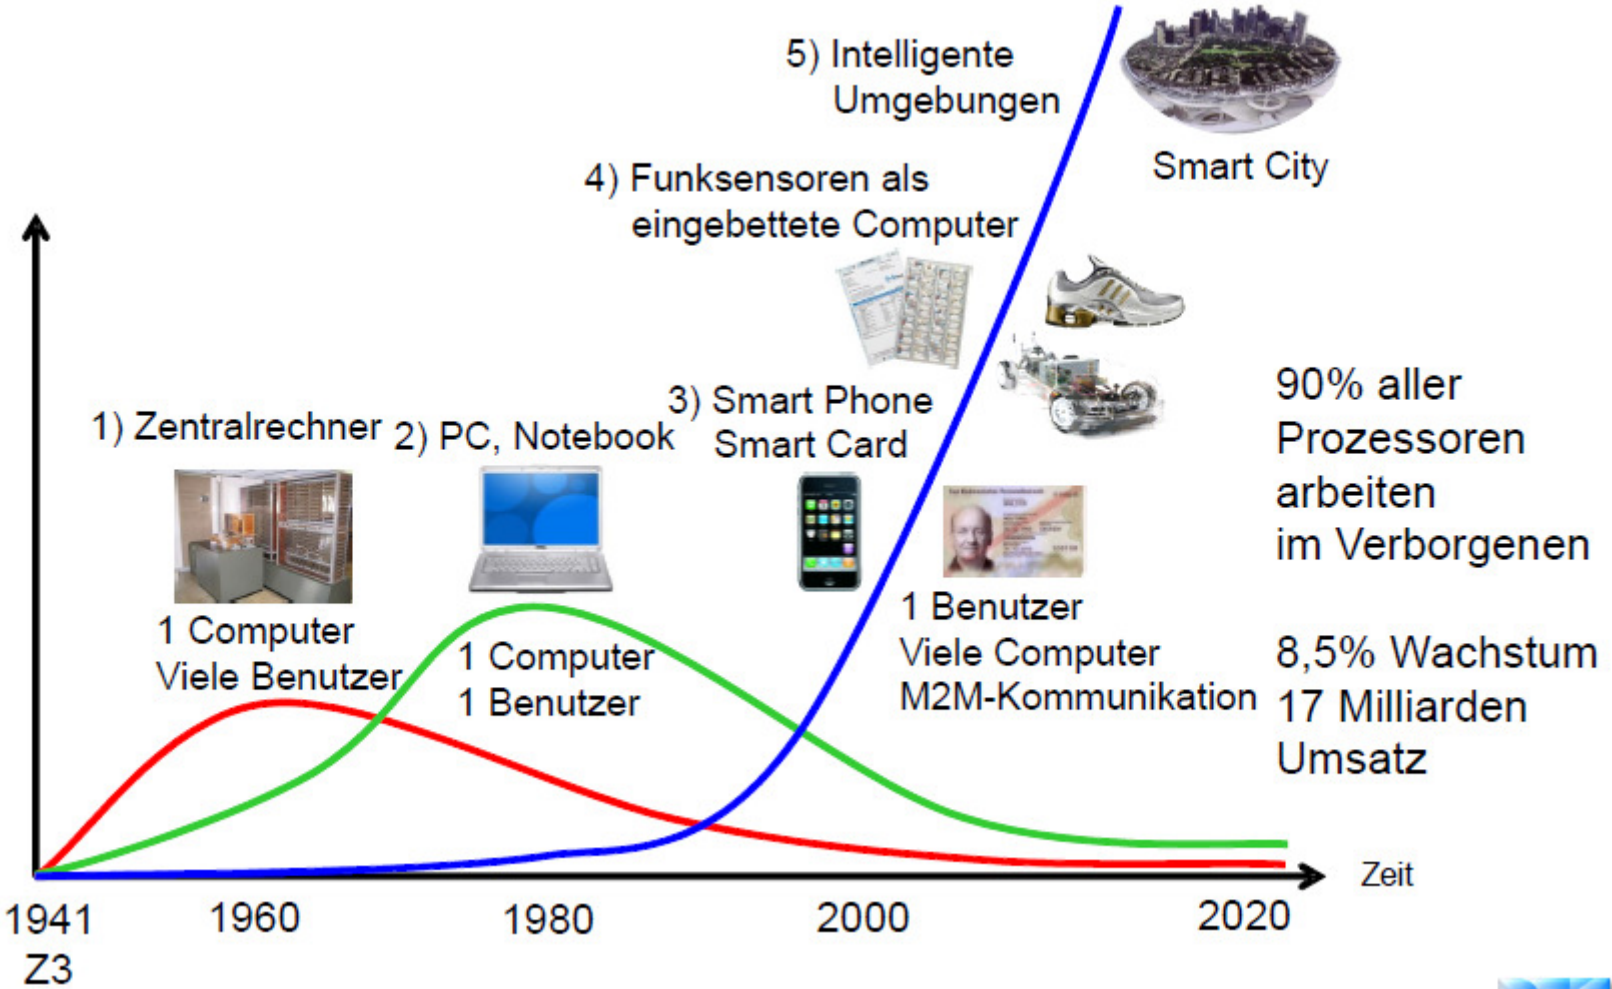 5) Intelligente
Umgebungen
Smart City
4) Funksensoren als
eingebettete Computer
3) Smart Phone
Smart Card
1) Zentralrechner
2) PC, Notebook
90% aller
Prozessoren
arbeiten
im Verborgenen
1 Computer
Viele Benutzer
1 Computer
1 Benutzer
1 Benutzer
Viele Computer
M2M-Kommunikation
8,5% Wachstum
17 Milliarden
Umsatz
Zeit
1941
Z3
1960
1980
2000
2020